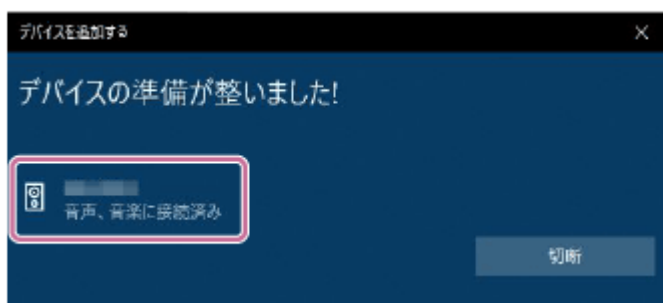 デバイスを追加する
デバイスの準備が整いました!
音声、音楽に接続済み
切断